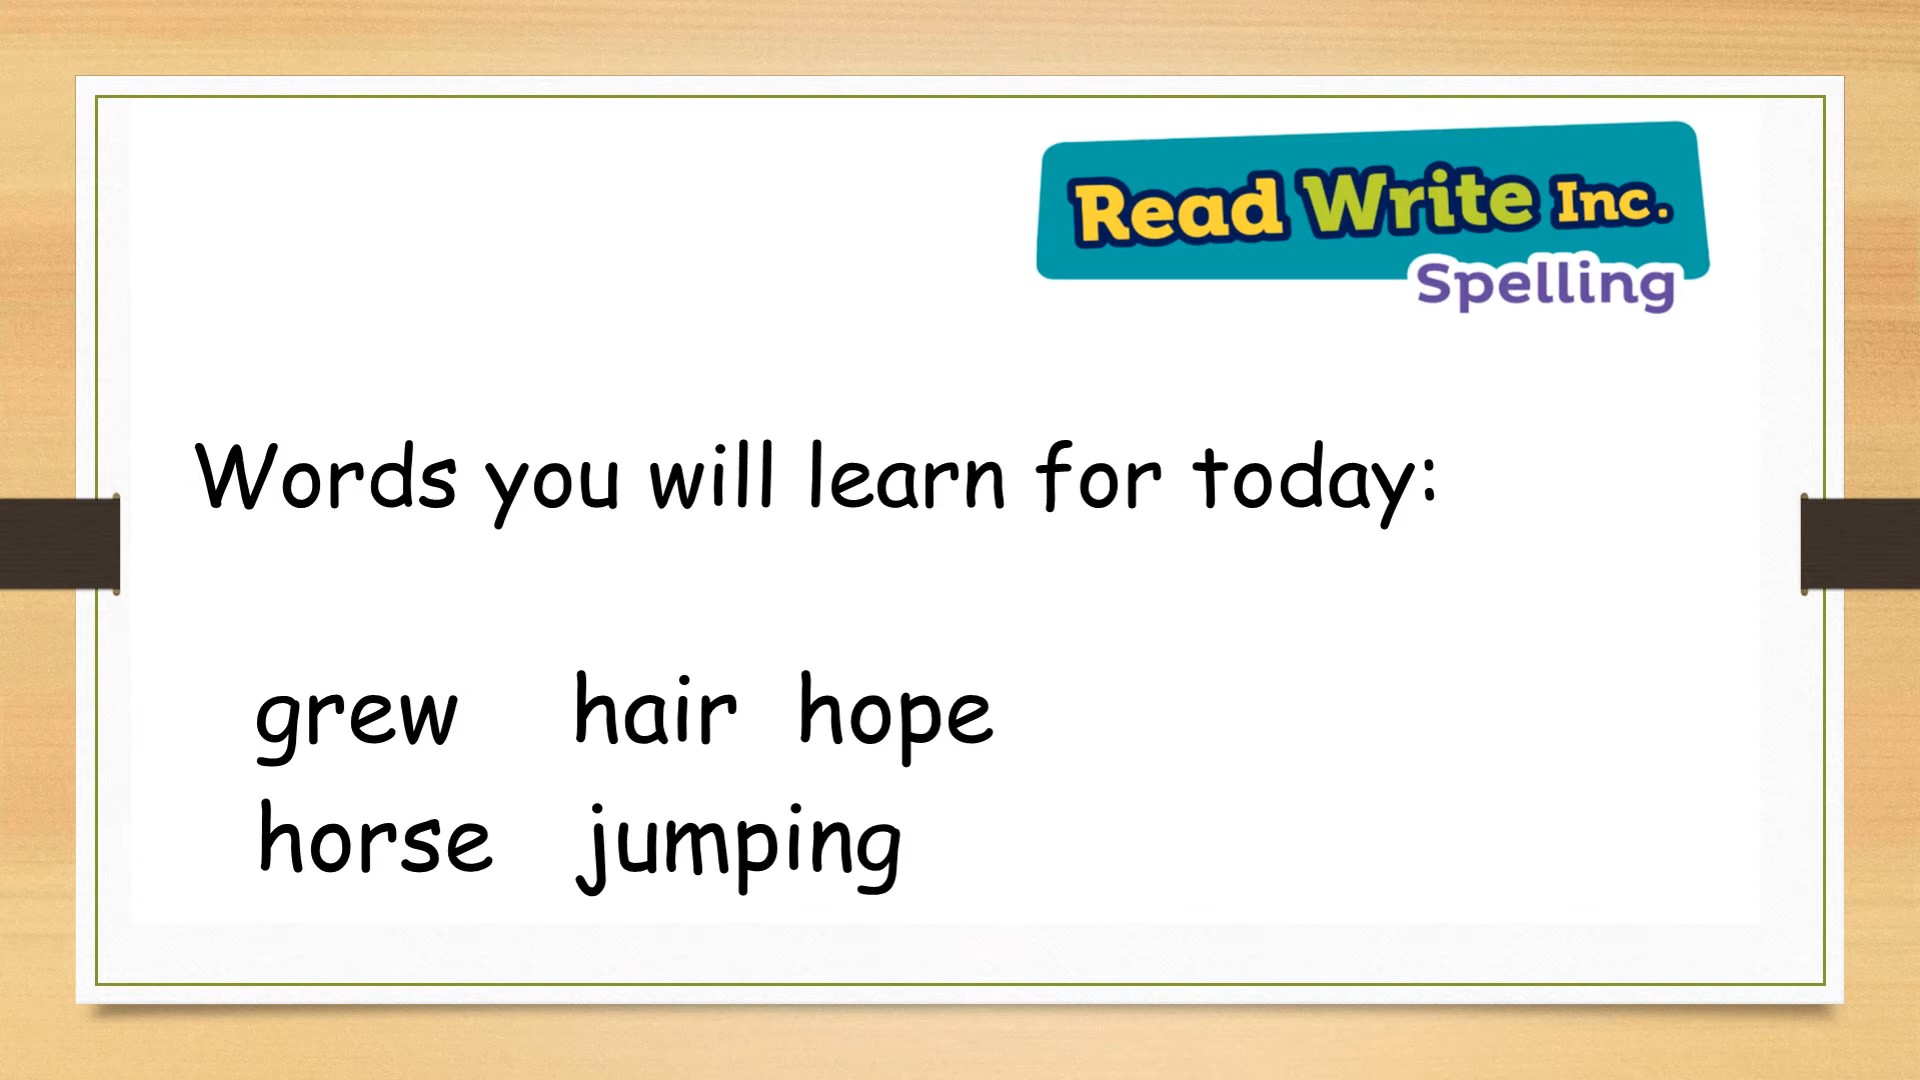 Read Write Inc.
Spelling
Words you will learn for today:
grew hair hope
horse jumping